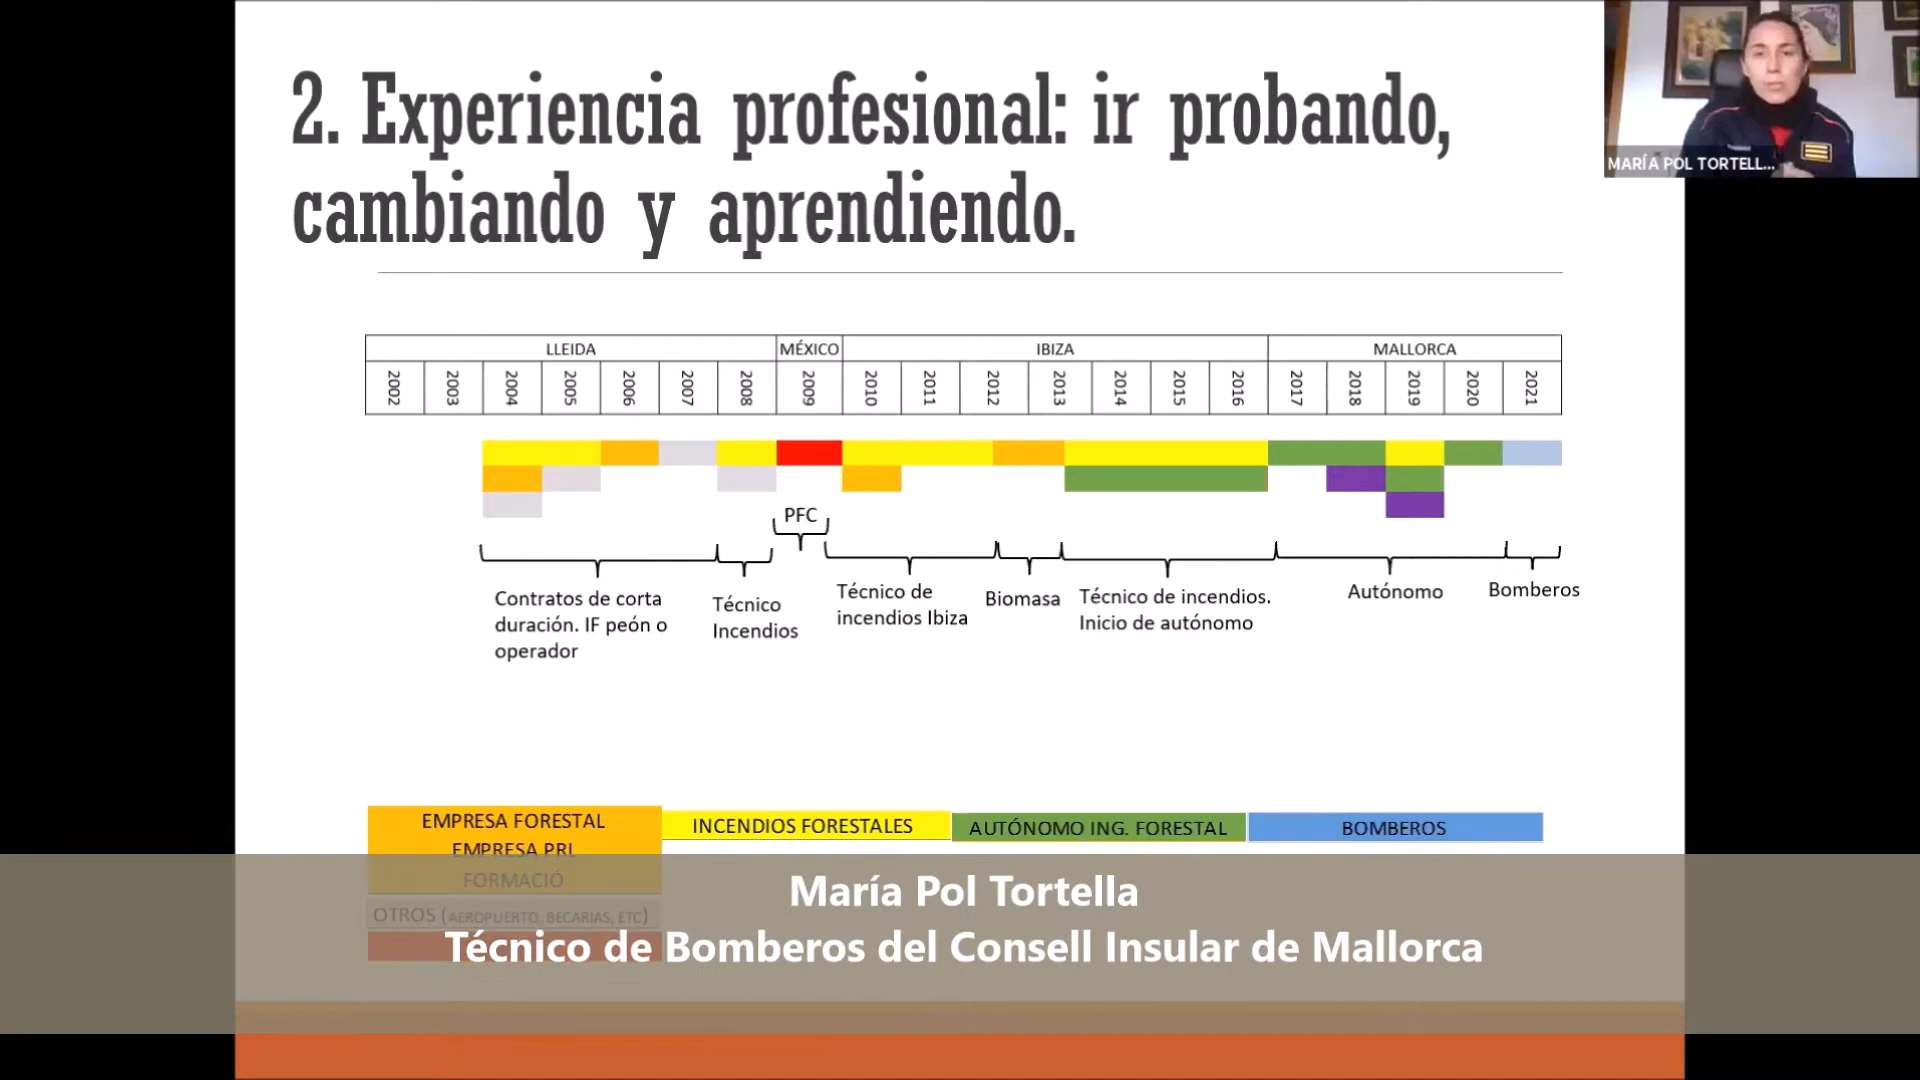 2. Experiencia profesional: ir probando,
cambiando y aprendiendo.
MARÍA POL TORTELL...
LLEIDA MÉXICO IBIZA MALLORCA
2002 2003 2004 2005 2006 2007 2008 2009 2010 2011 2012 2013 2014 2015 2016 2017 2018 2019 2020 2021
PFC
Contratos de corta
duración. IF peón o
operador
Técnico
Incendios
Técnico de
incendios Ibiza
Biomasa
Técnico de incendios.
Inicio de autónomo
Autónomo
Bomberos
EMPRESA FORESTAL
EMPRESA PRL
FORMACIÓ
OTROS (AEROPUERTO, BECARIAS, ETC)
INCENDIOS FORESTALES
AUTÓNOMO ING. FORESTAL
BOMBEROS
María Pol Tortella
Técnico de Bomberos del Consell Insular de Mallorca